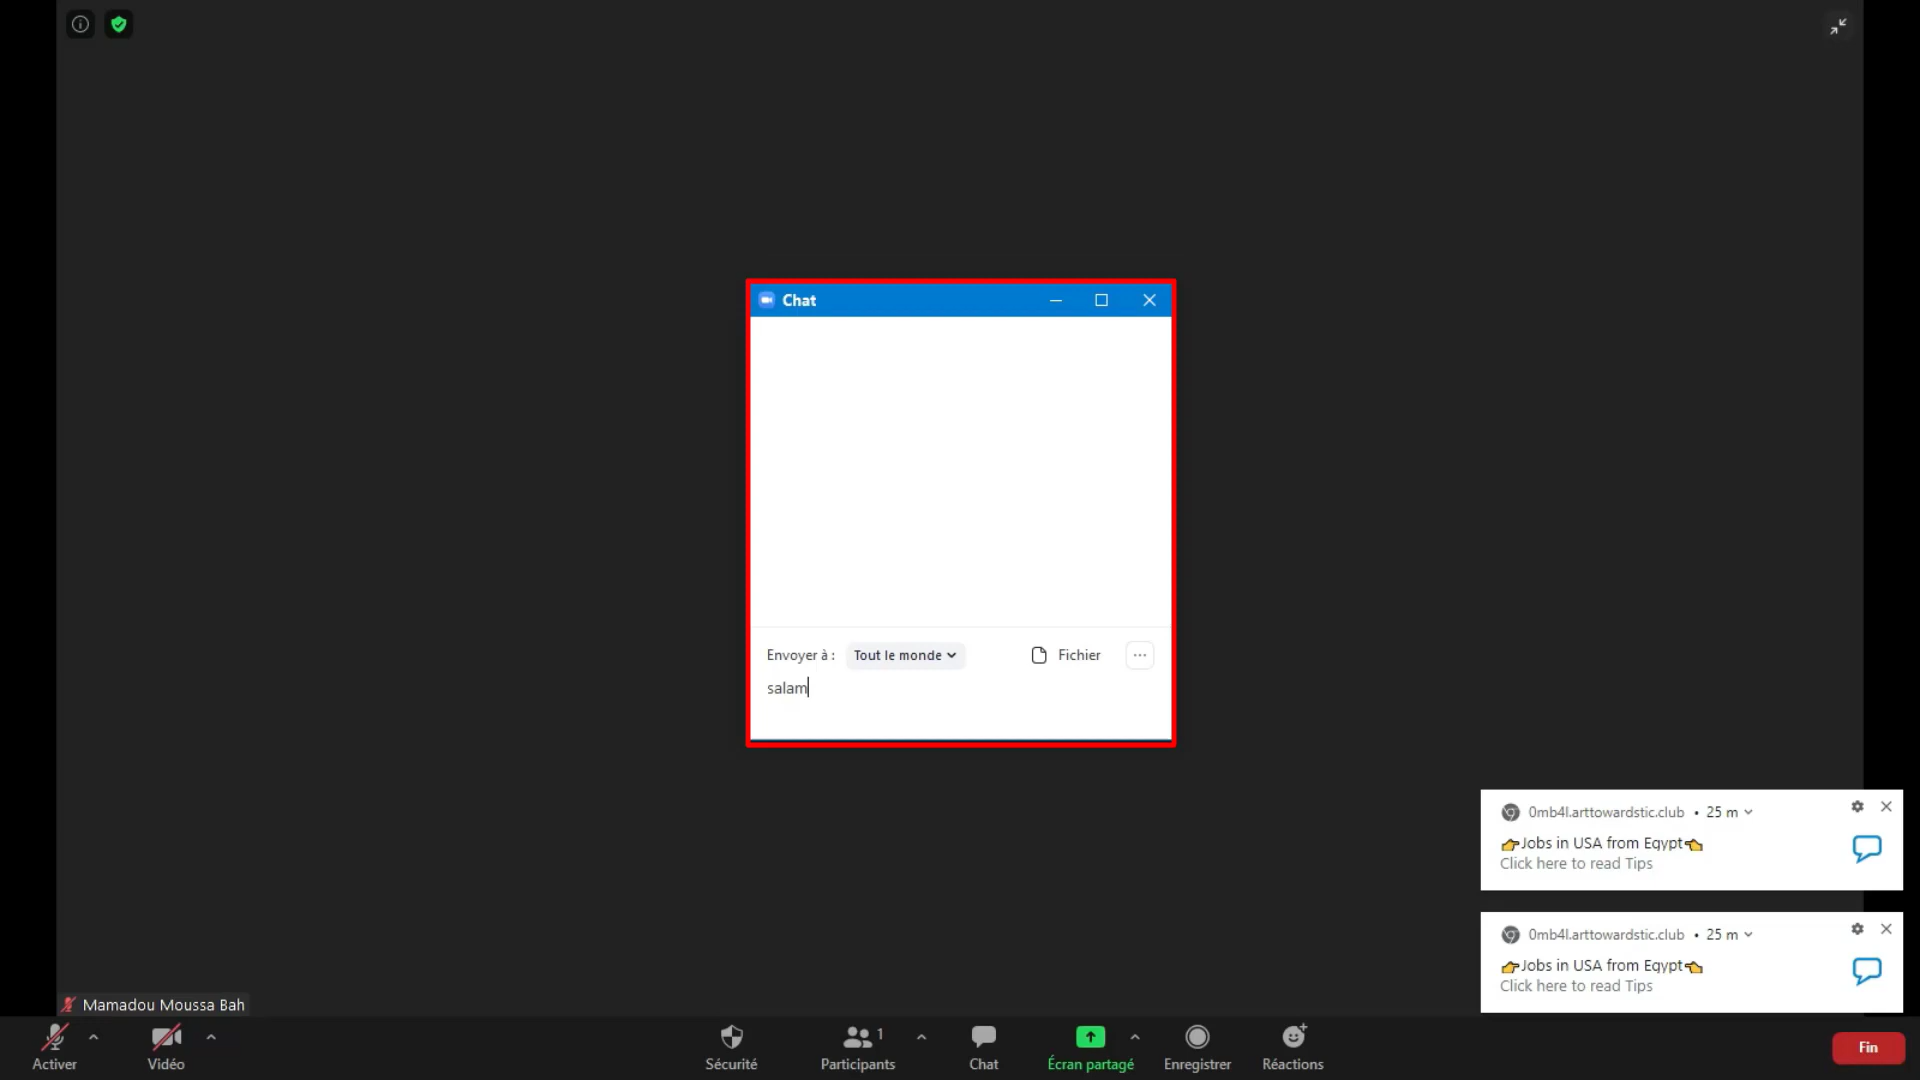 Chat
Envoyer à : Tout le monde Fichier
salam
0mb4l.arttowardstic.club • 25 m
👉Jobs in USA from Egypt👈
Click here to read Tips
0mb4l.arttowardstic.club • 25 m
👉Jobs in USA from Egypt👈
Click here to read Tips
Mamadou Moussa Bah
Activer Vidéo Sécurité Participants 1 Chat Écran partagé Enregistrer Réactions Fin